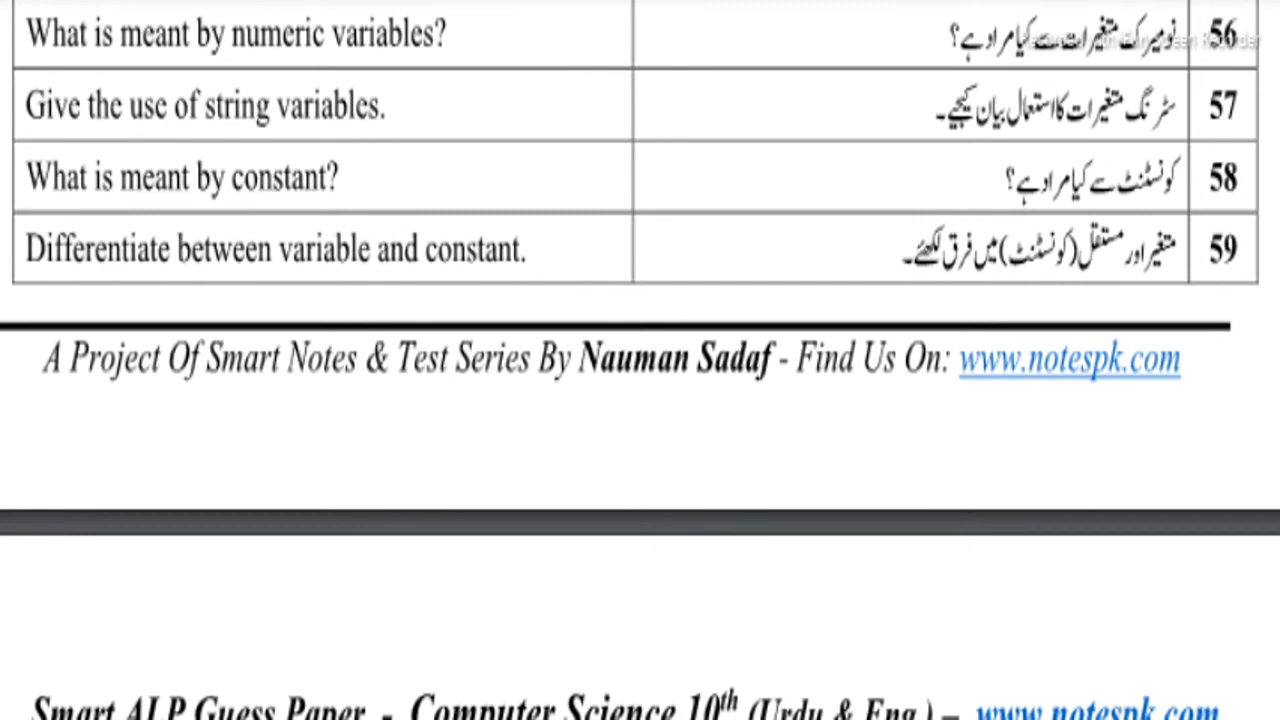 What is meant by numeric variables? نومیرک متغیرات سے کیا مراد ہے؟ 56
Give the use of string variables. سٹرنگ متغیرات کا استعمال بیان کیجیے۔ 57
What is meant by constant? کونسٹنٹ سے کیا مراد ہے؟ 58
Differentiate between variable and constant. متغیر اور مستقل (کونسٹنٹ) میں فرق لکھئے۔ 59
A Project Of Smart Notes & Test Series By Nauman Sadaf - Find Us On: www.notespk.com
Smart ALP Guess Paper - Computer Science 10th (Urdu & Eng.) – www.notespk.com